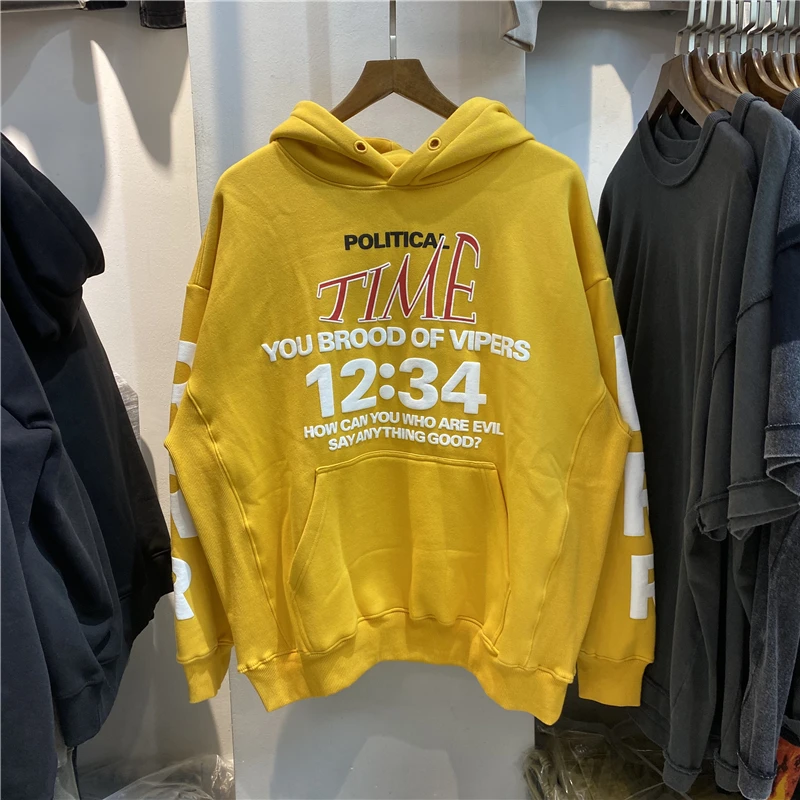 POLITICAL
TIME
YOU BROOD OF VIPERS
12:34
HOW CAN YOU WHO ARE EVIL
SAY ANYTHING GOOD?